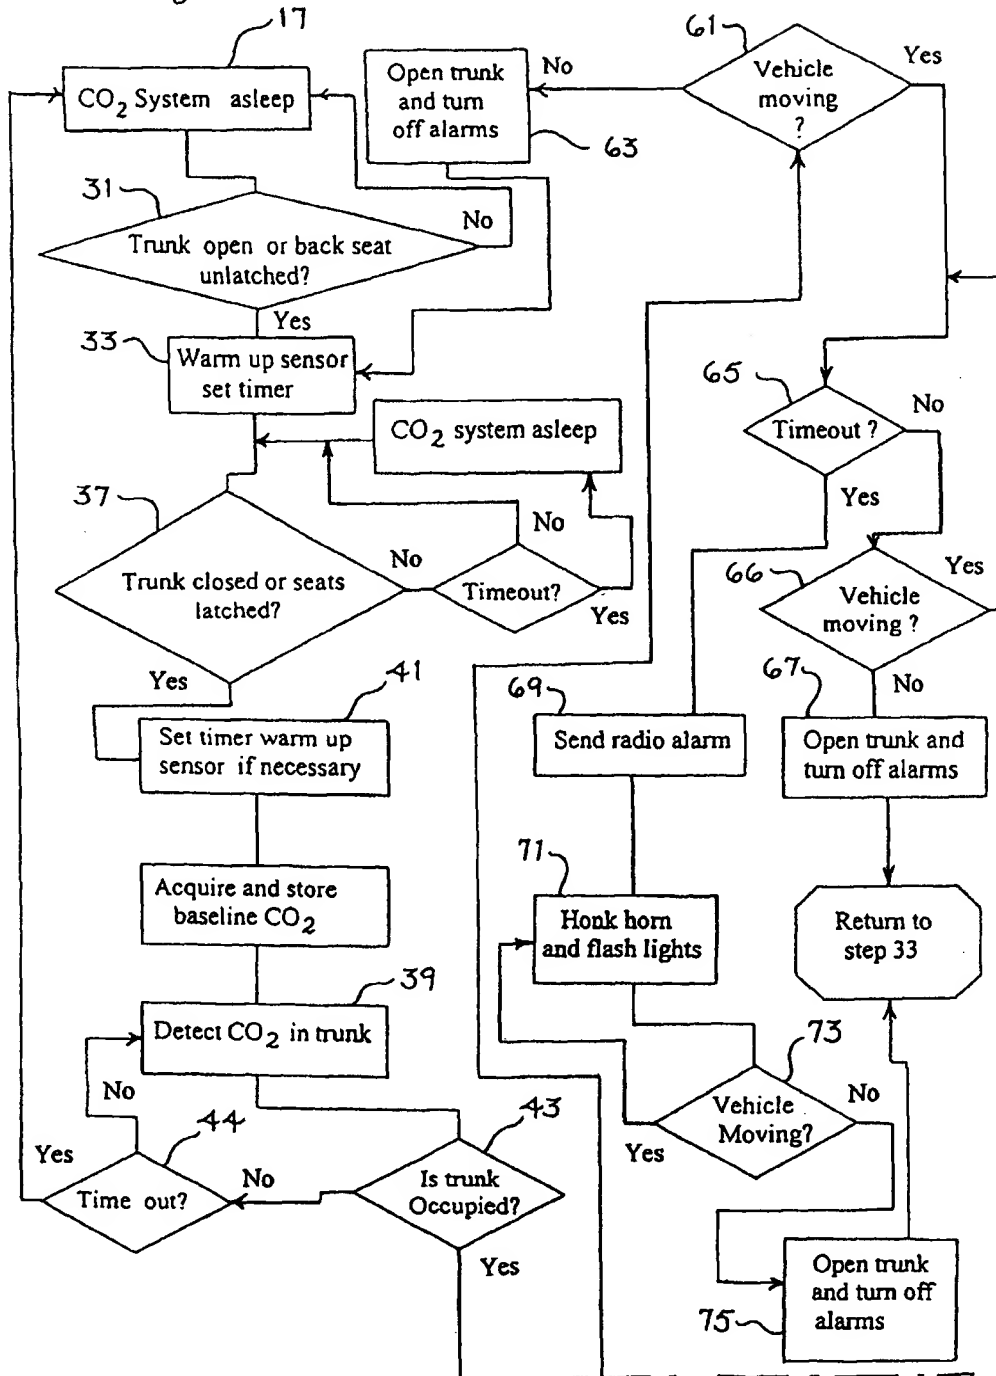 17
CO2 System asleep
31
Trunk open or back seat
unlatched?
No
Yes
33
Warm up sensor
set timer
CO2 system asleep
37
Trunk closed or seats
latched?
No
Timeout?
No
Yes
Yes
41
Set timer warm up
sensor if necessary
Acquire and store
baseline CO2
39
Detect CO2 in trunk
No
44
Yes
Time out?
No
43
Is trunk
Occupied?
Yes
Open trunk
and turn
off alarms
63
No
61
Vehicle
moving
?
Yes
65
Timeout ?
No
Yes
66
Vehicle
moving ?
Yes
No
67
Open trunk and
turn off alarms
69
Send radio alarm
71
Honk horn
and flash lights
Return to
step 33
73
Vehicle
Moving?
No
Yes
75
Open trunk
and turn off
alarms